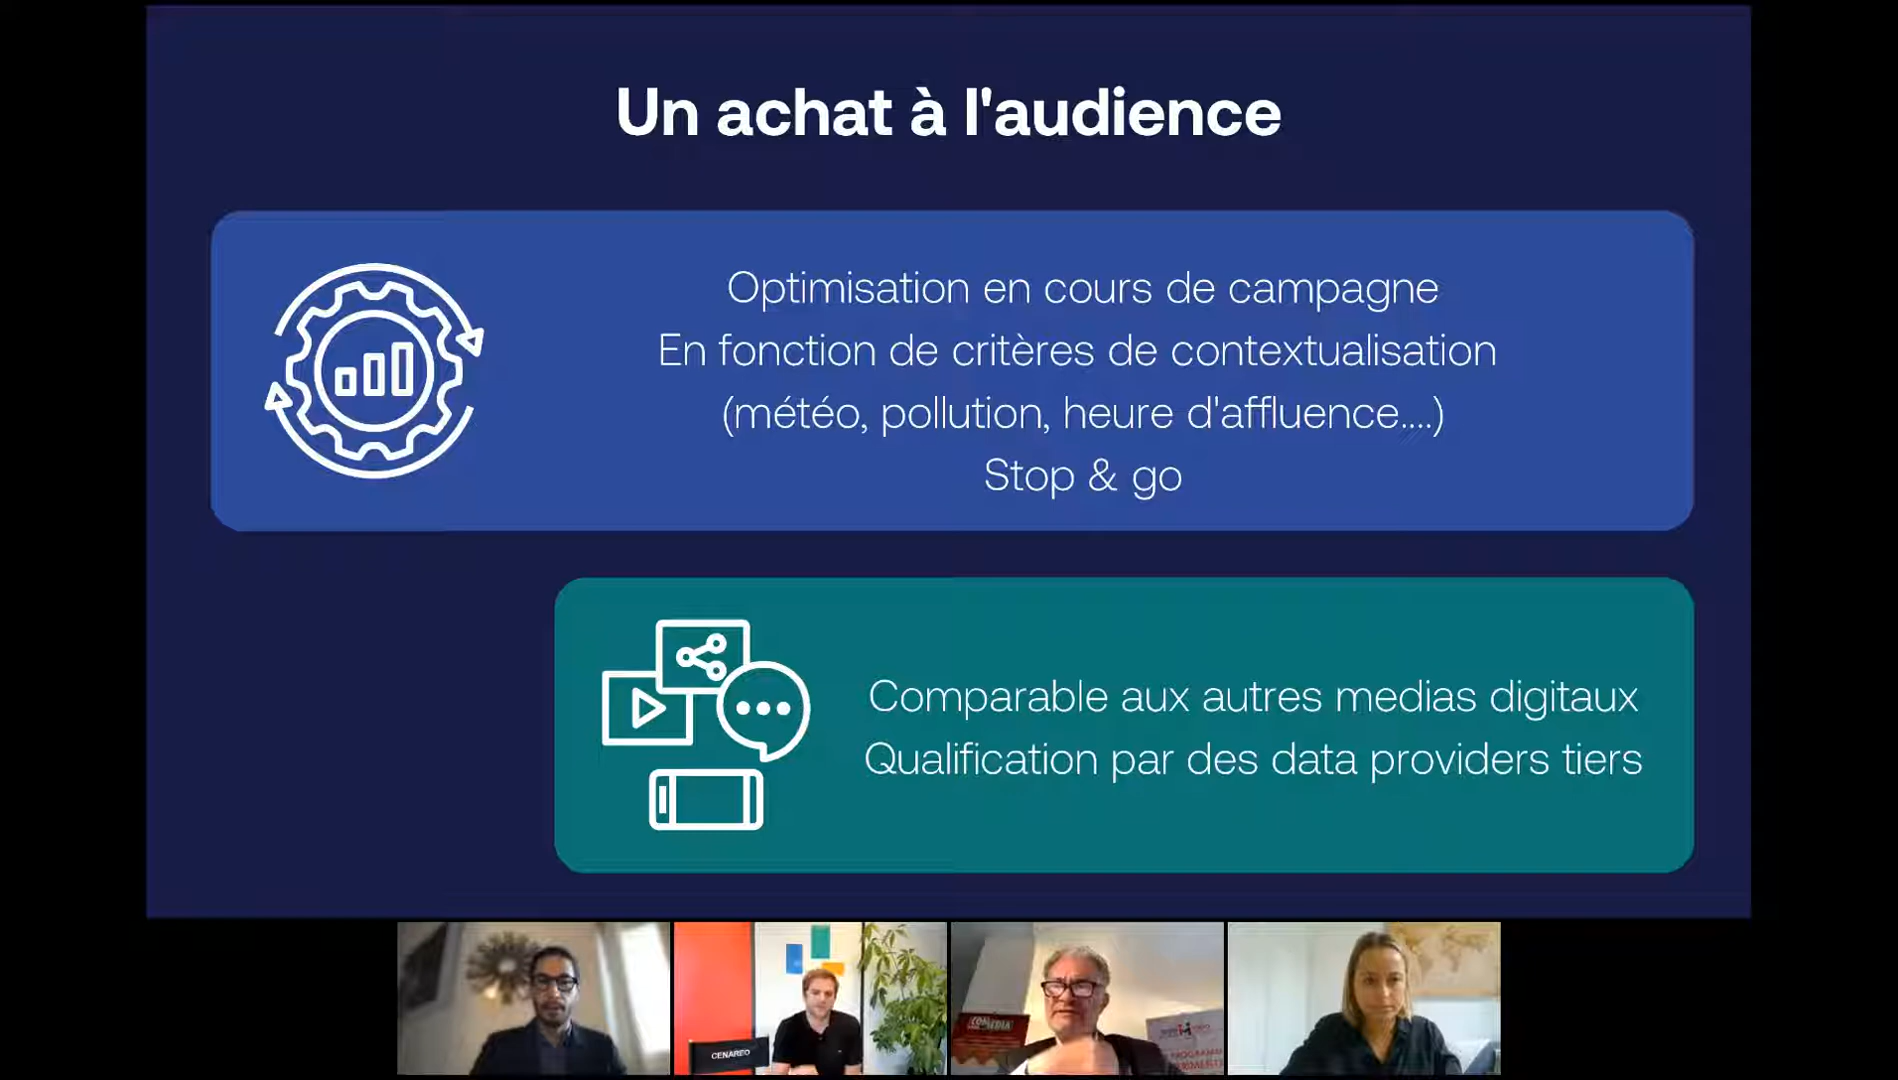 Un achat à l'audience
Optimisation en cours de campagne
En fonction de critères de contextualisation
(météo, pollution, heure d'affluence....)
Stop & go
Comparable aux autres medias digitaux
Qualification par des data providers tiers
CENAREO
COMEDIA